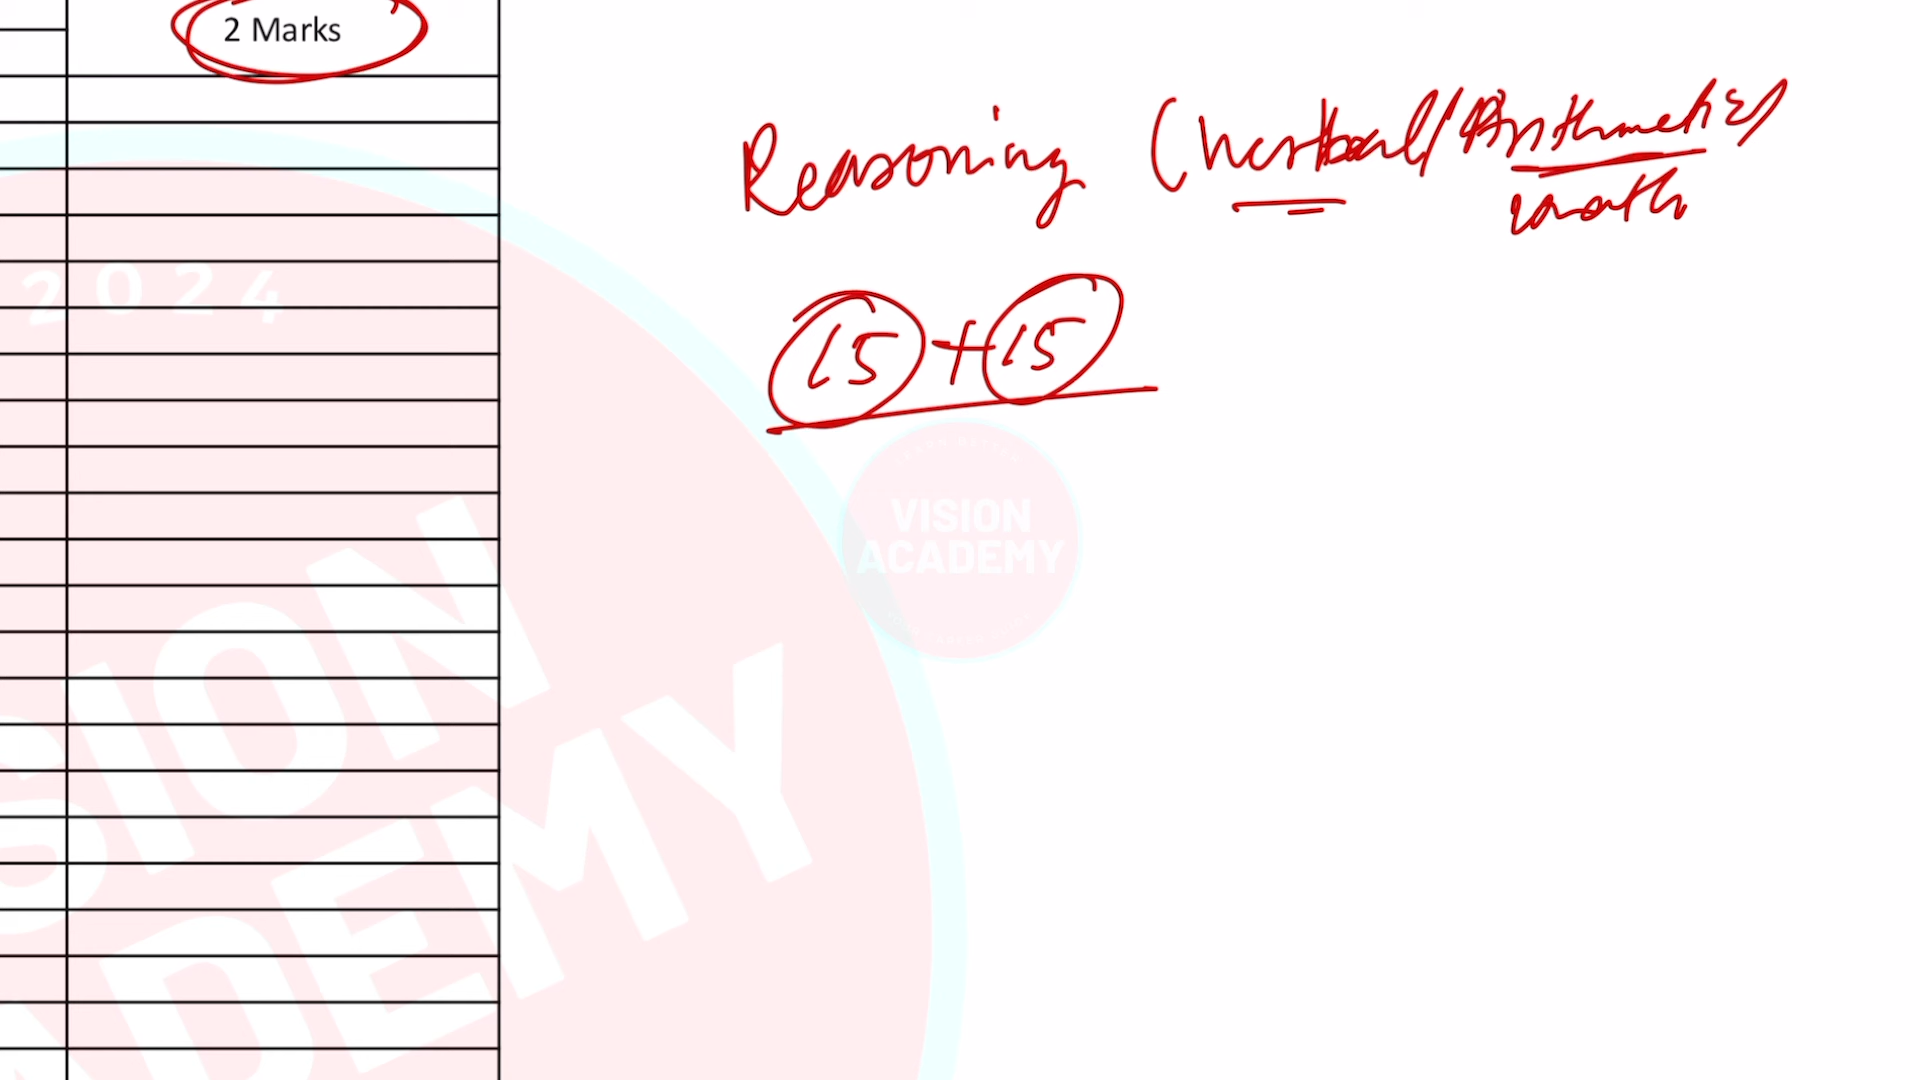 2 Marks
Reasoning (Verbal/Arithmetic)
math
2024
15 + 15
VISION
ACADEMY
VISION
ACADEMY